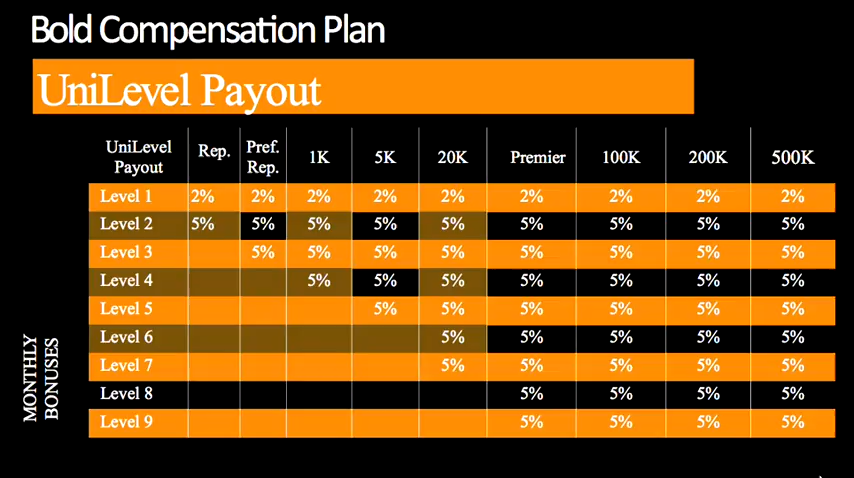 Bold Compensation Plan
UniLevel Payout
UniLevel Payout Rep. Pref. Rep. 1K 5K 20K Premier 100K 200K 500K
Level 1 2% 2% 2% 2% 2% 2% 2% 2% 2%
Level 2 5% 5% 5% 5% 5% 5% 5% 5% 5%
Level 3 5% 5% 5% 5% 5% 5% 5% 5%
Level 4 5% 5% 5% 5% 5% 5% 5%
Level 5 5% 5% 5% 5% 5% 5%
Level 6 5% 5% 5% 5% 5%
Level 7 5% 5% 5% 5% 5%
Level 8 5% 5% 5% 5%
Level 9 5% 5% 5% 5%
MONTHLY
BONUSES